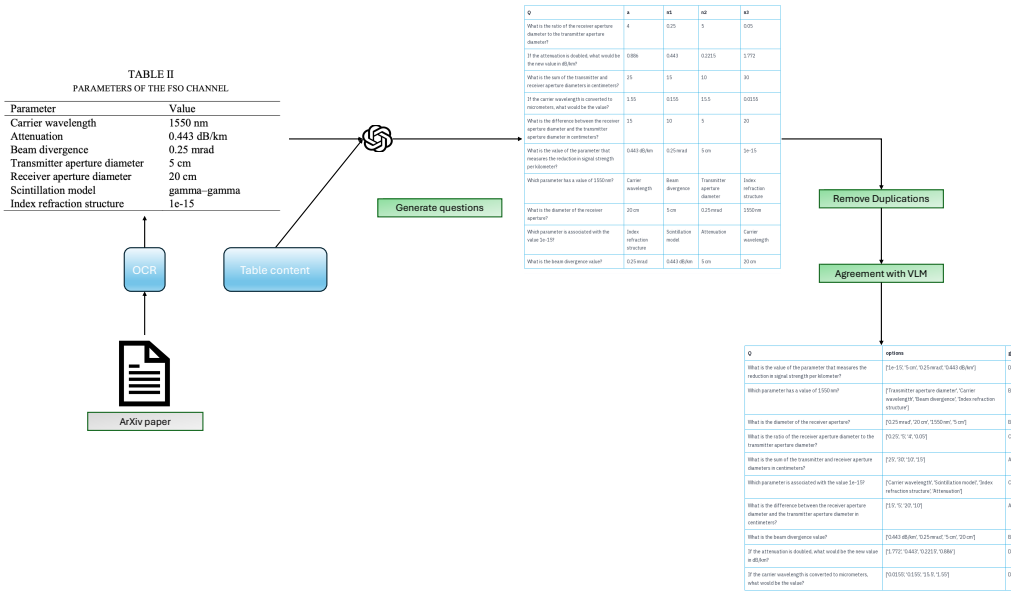 TABLE II
PARAMETERS OF THE FSO CHANNEL
Parameter Value
Carrier wavelength 1550 nm
Attenuation 0.443 dB/km
Beam divergence 0.25 mrad
Transmitter aperture diameter 5 cm
Receiver aperture diameter 20 cm
Scintillation model gamma–gamma
Index refraction structure 1e-15
OCR
Table content
ArXiv paper
Generate questions
Q a n1 n2 n3
What is the ratio of the receiver aperture 4 0.25 5 0.05
diameter to the transmitter aperture
diameter?
If the attenuation is doubled, what would be 0.886 0.443 0.2215 1.772
the new value in dB/km?
What is the sum of the transmitter and 25 15 10 30
receiver aperture diameters in centimeters?
If the carrier wavelength is converted to 1.55 0.155 15.5 0.0155
micrometers, what would be the value?
What is the difference between the receiver 15 10 5 20
aperture diameter and the transmitter
aperture diameter in centimeters?
What is the value of the parameter that 0.443 dB/km 0.25 mrad 5 cm 1e-15
measures the reduction in signal strength
per kilometer?
Which parameter has a value of 1550 nm? Carrier Beam Transmitter Index
wavelength divergence aperture refraction
diameter structure
What is the diameter of the receiver 20 cm 5 cm 0.25 mrad 1550 nm
aperture?
Which parameter is associated with the Index Scintillation Attenuation Carrier
value 1e-15? refraction model wavelength
structure
What is the beam divergence value? 0.25 mrad 0.443 dB/km 5 cm 20 cm
Remove Duplications
Agreement with VLM
Q options g
What is the value of the parameter that measures the ['1e-15', '5 cm', '0.25 mrad', '0.443 dB/km'] D
reduction in signal strength per kilometer?
Which parameter has a value of 1550 nm? ['Transmitter aperture diameter', 'Carrier B
wavelength', 'Beam divergence', 'Index refraction
structure']
What is the diameter of the receiver aperture? ['0.25 mrad', '20 cm', '1550 nm', '5 cm'] B
What is the ratio of the receiver aperture diameter to the ['0.25', '5', '4', '0.05'] C
transmitter aperture diameter?
What is the sum of the transmitter and receiver aperture ['25', '30', '10', '15'] A
diameters in centimeters?
Which parameter is associated with the value 1e-15? ['Carrier wavelength', 'Scintillation model', 'Index C
refraction structure', 'Attenuation']
What is the difference between the receiver aperture ['15', '5', '20', '10'] A
diameter and the transmitter aperture diameter in
centimeters?
What is the beam divergence value? ['0.443 dB/km', '0.25 mrad', '5 cm', '20 cm'] B
If the attenuation is doubled, what would be the new value ['1.772', '0.443', '0.2215', '0.886'] D
in dB/km?
If the carrier wavelength is converted to micrometers, ['0.0155', '0.155', '15.5', '1.55'] D
what would be the value?